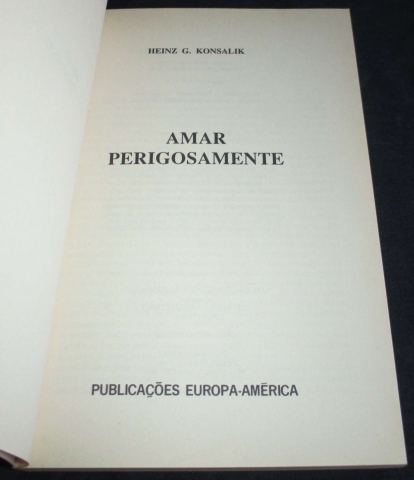 HEINZ G. KONSALIK
AMAR
PERIGOSAMENTE
PUBLICAÇÕES EUROPA-AMÉRICA